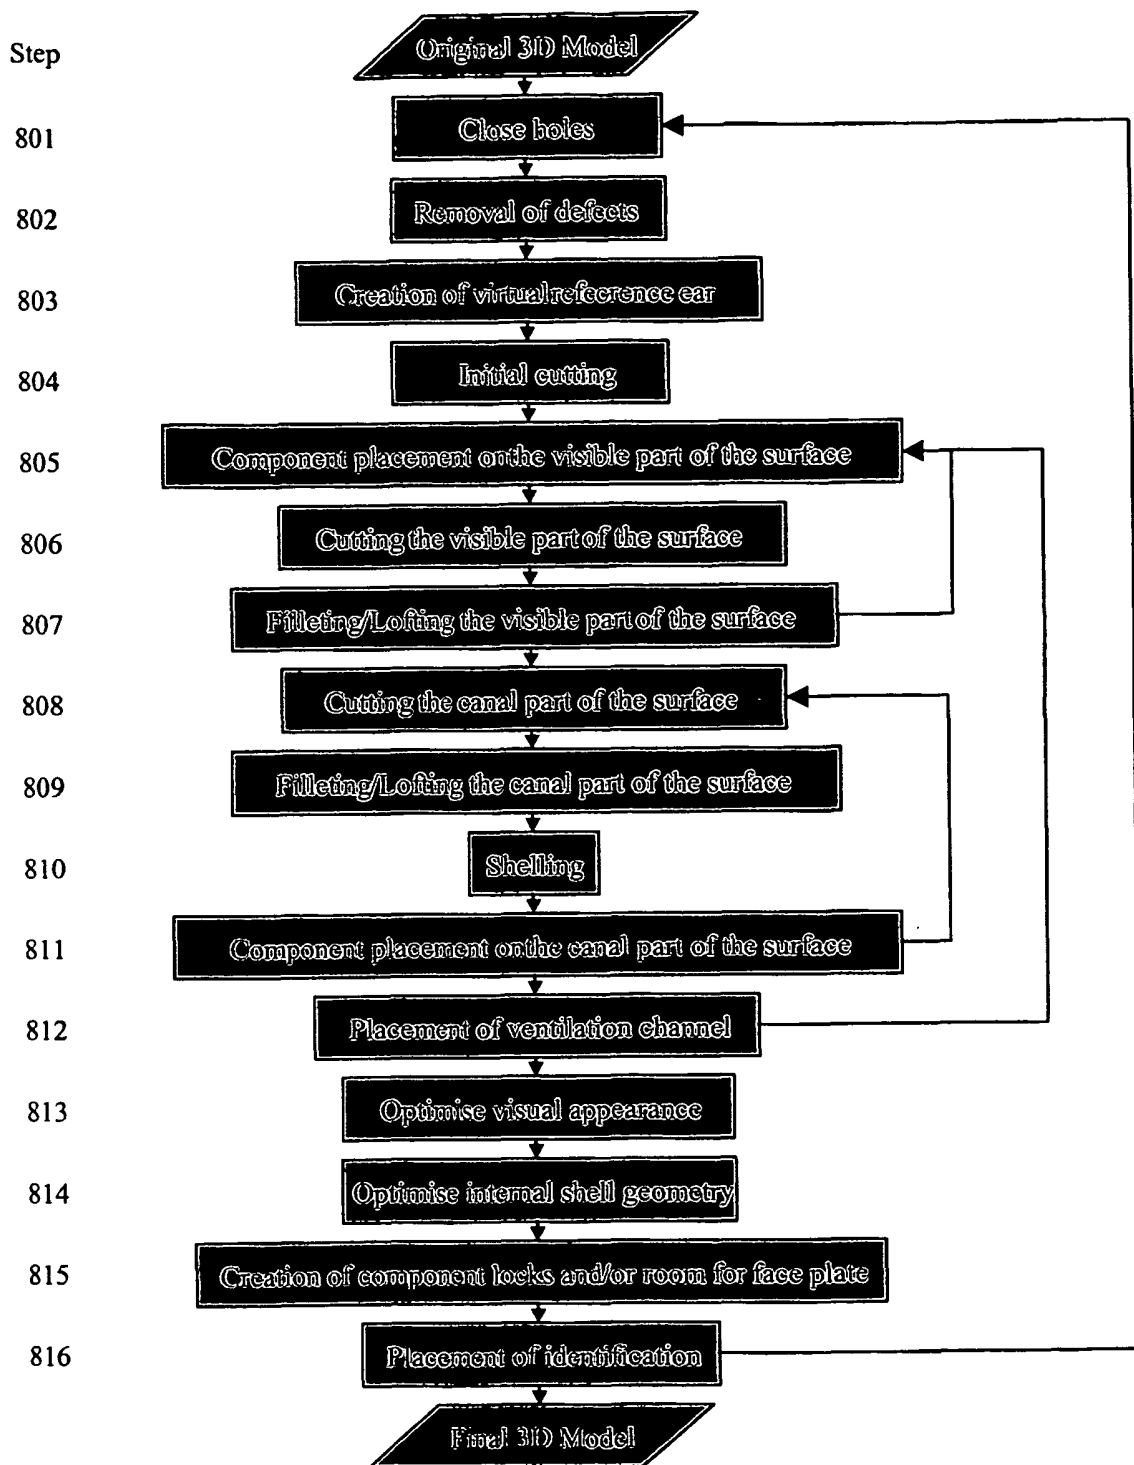 Original 3D Model
Step
801 Close holes
802 Removal of defects
803 Creation of virtual refecrence ear
804 Initial cutting
805 Component placement on the visible part of the surface
806 Cutting the visible part of the surface
807 Filleting/Lofting the visible part of the surface
808 Cutting the canal part of the surface
809 Filleting/Lofting the canal part of the surface
810 Shelling
811 Component placement on the canal part of the surface
812 Placement of ventilation channel
813 Optimise visual appearance
814 Optimise internal shell geometry
815 Creation of component locks and/or room for face plate
816 Placement of identification
Final 3D Model